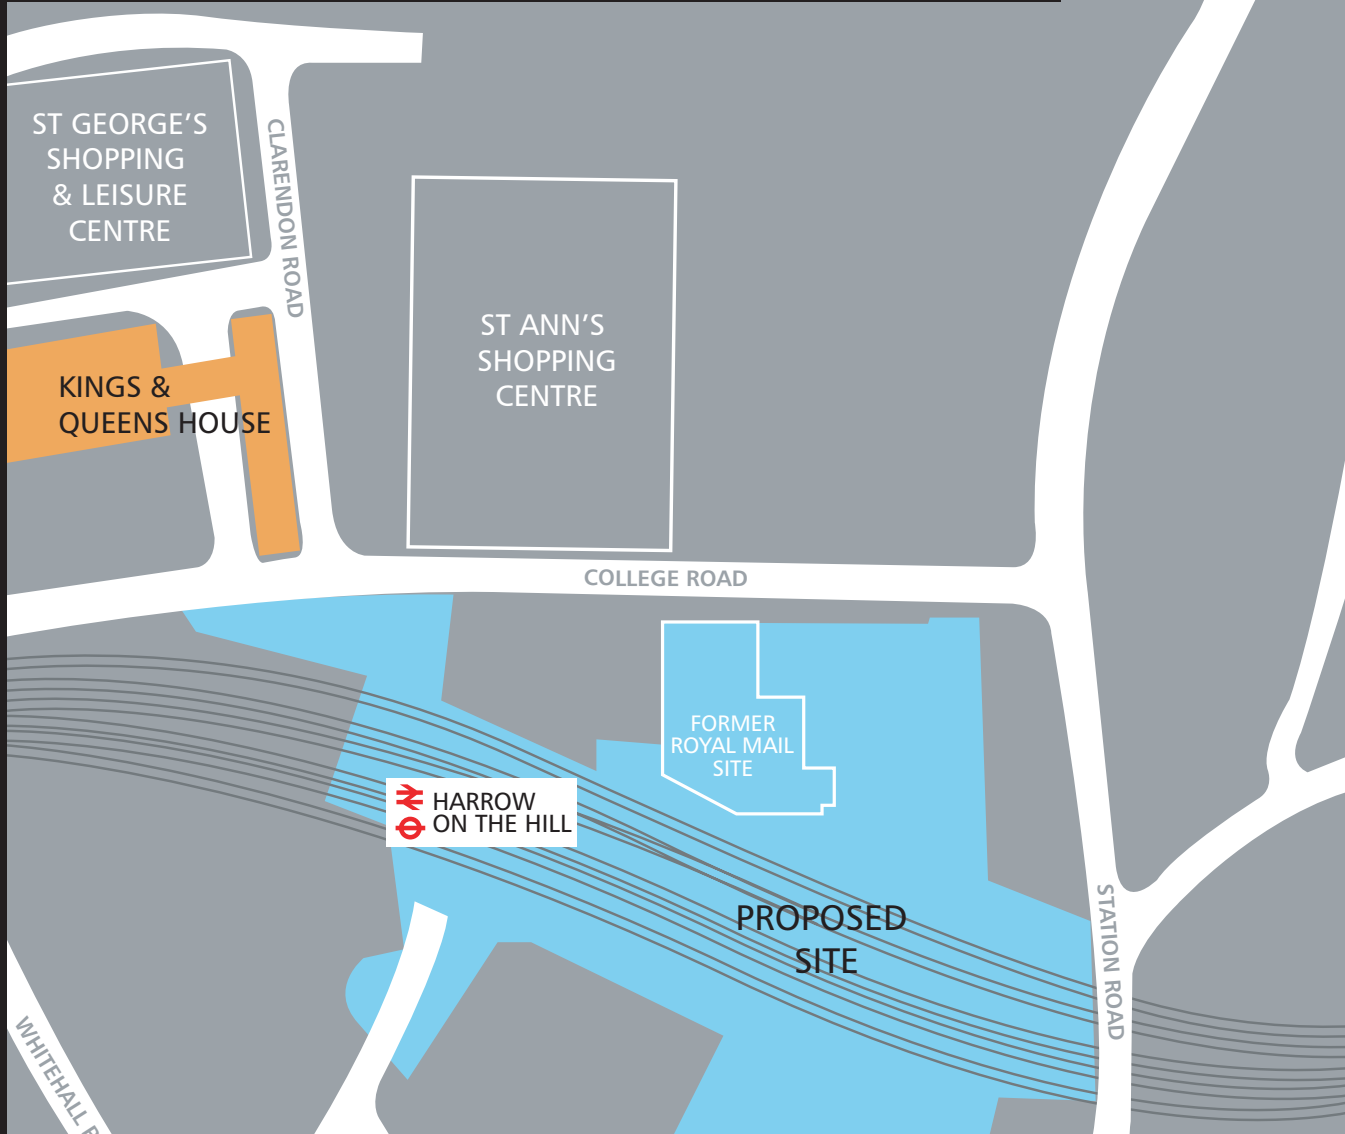 ST GEORGE'S
SHOPPING
& LEISURE
CENTRE
CLARENDON ROAD
ST ANN'S
SHOPPING
CENTRE
KINGS &
QUEENS HOUSE
COLLEGE ROAD
FORMER
ROYAL MAIL
SITE
HARROW
ON THE HILL
PROPOSED
SITE
STATION ROAD
WHITEHALL